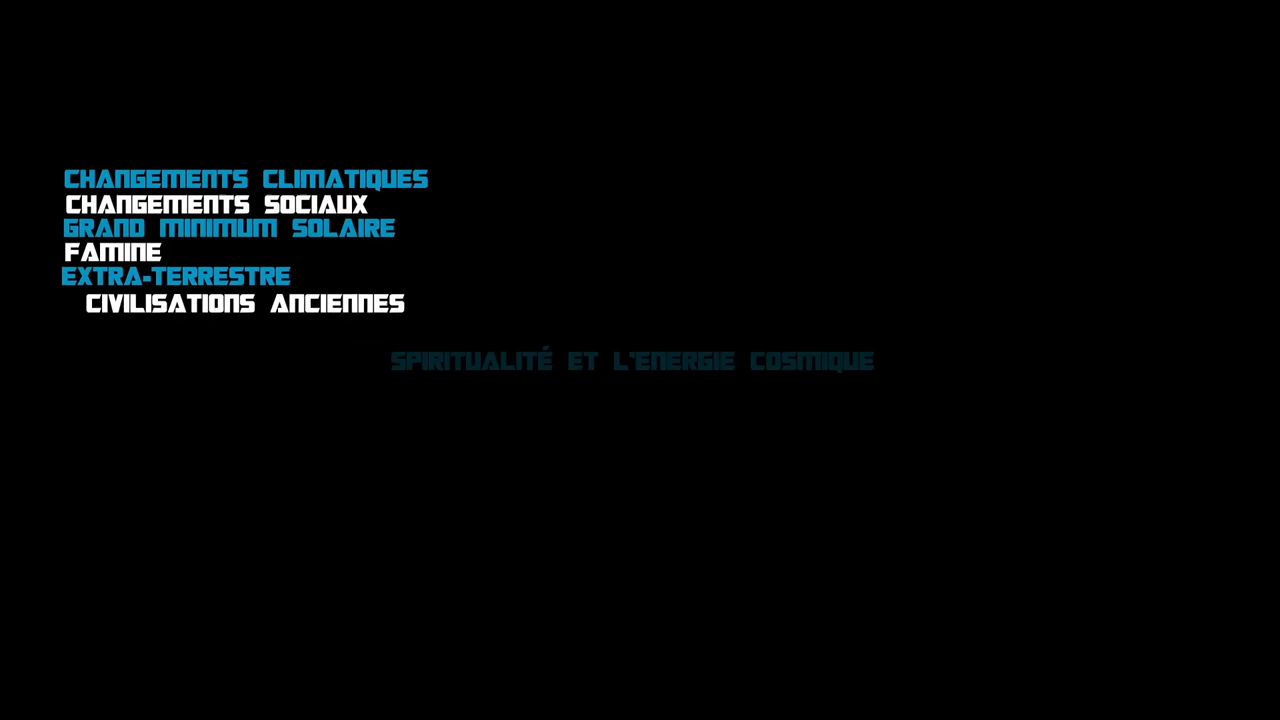 CHANGEMENTS CLIMATIQUES
CHANGEMENTS SOCIAUX
GRAND MINIMUM SOLAIRE
FAMINE
EXTRA-TERRESTRE
CIVILISATIONS ANCIENNES
SPIRITUALITÉ ET L'ENERGIE COSMIQUE